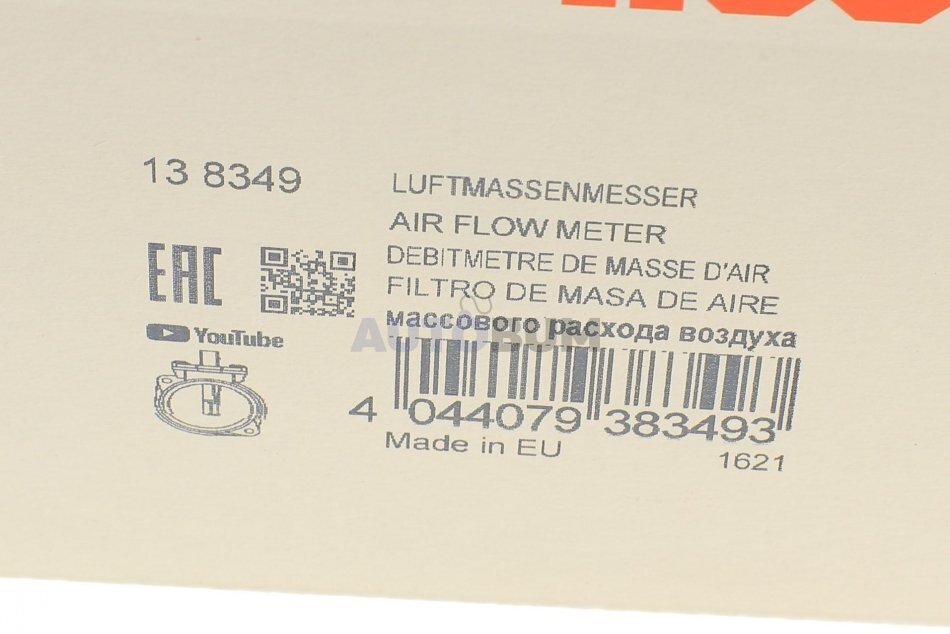 13 8349
LUFTMASSENMESSER
AIR FLOW METER
DEBITMETRE DE MASSE D'AIR
FILTRO DE MASA DE AIRE
массового расхода воздуха
EAC
YouTube
AUTOBUM
4 044079 383493
Made in EU
1621